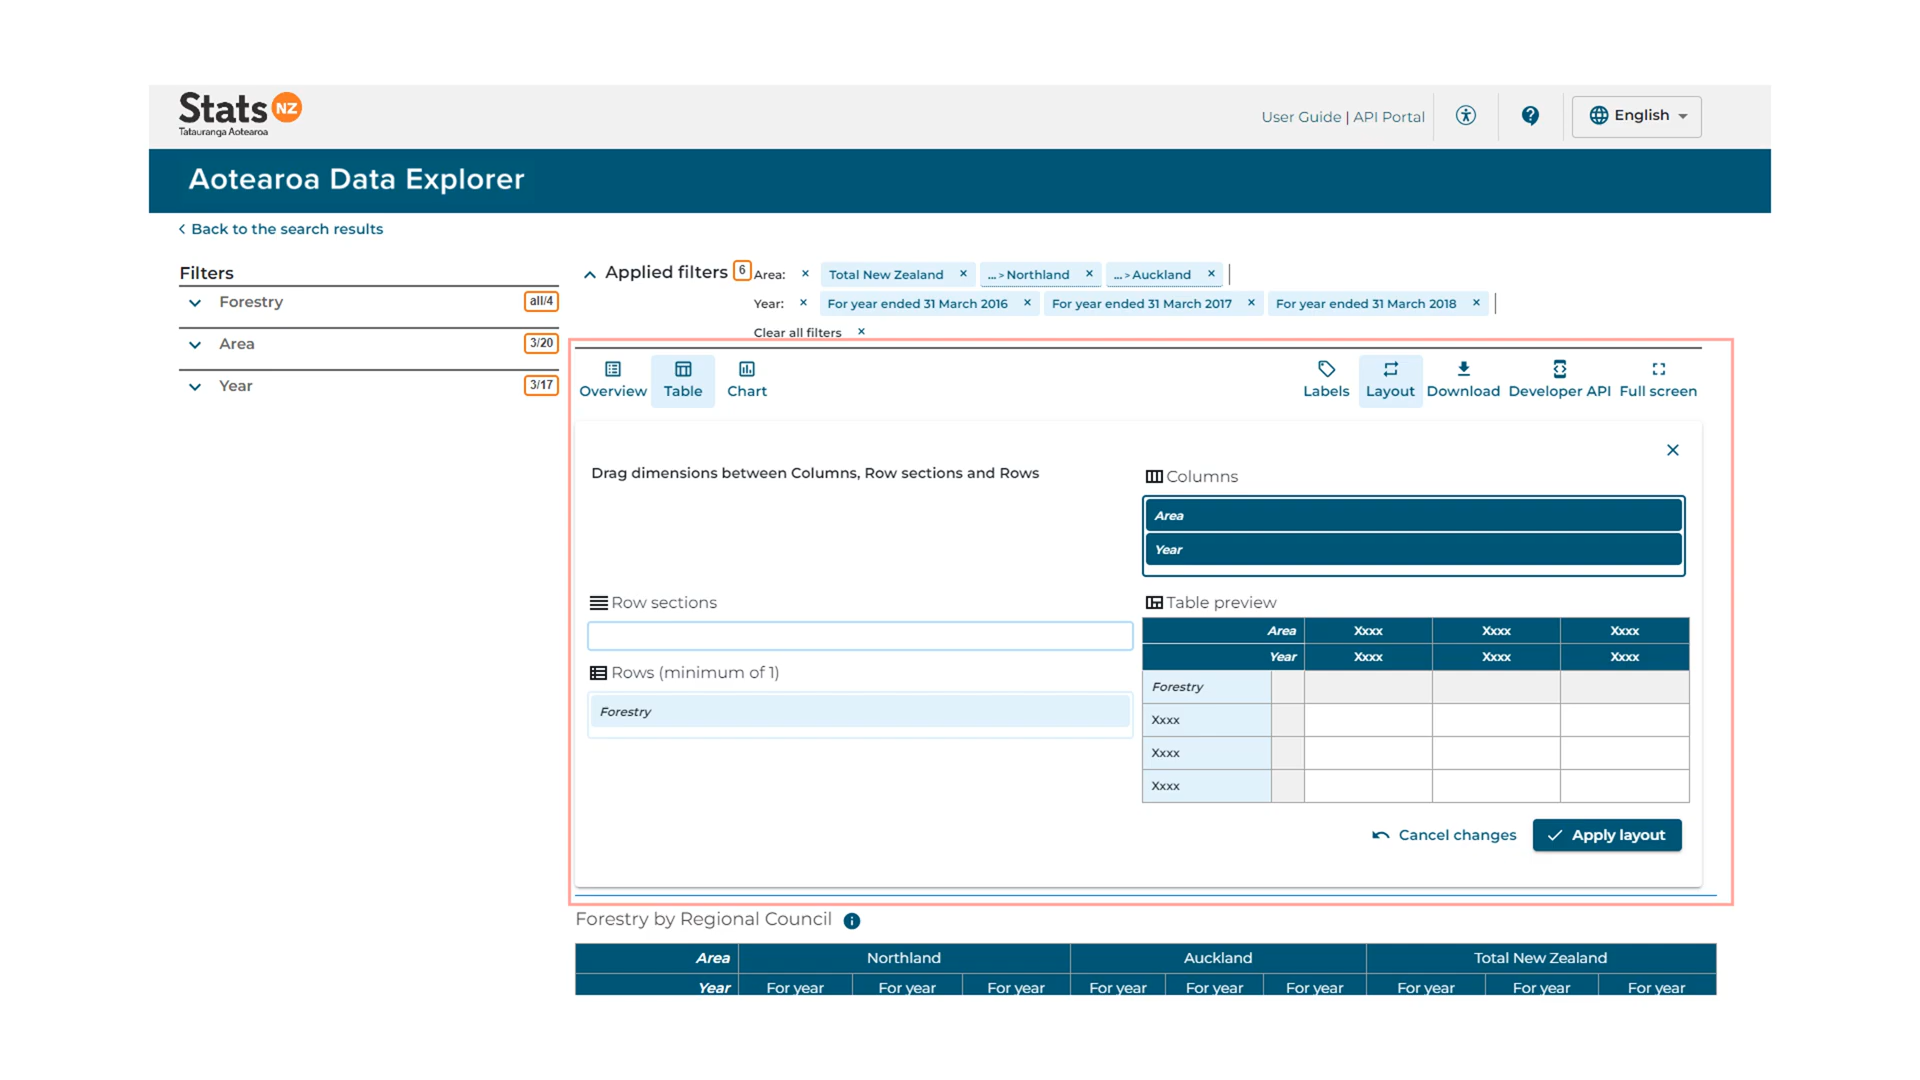 Stats NZ
Tatauranga Aotearoa
User Guide | API Portal
English
Aotearoa Data Explorer
Back to the search results
Filters
Forestry all/4
Area 3/20
Year 3/17
Applied filters 6
Area: × Total New Zealand × ... > Northland × ... > Auckland ×
Year: × For year ended 31 March 2016 × For year ended 31 March 2017 × For year ended 31 March 2018 ×
Clear all filters ×
Overview Table Chart Labels Layout Download Developer API Full screen
Drag dimensions between Columns, Row sections and Rows
Columns
Area
Year
Row sections
Rows (minimum of 1)
Forestry
Table preview
Area Xxxx Xxxx Xxxx
Year Xxxx Xxxx Xxxx
Forestry
Xxxx
Xxxx
Xxxx
Cancel changes Apply layout
Forestry by Regional Council
Area Northland Auckland Total New Zealand
Year For year For year For year For year For year For year For year For year For year